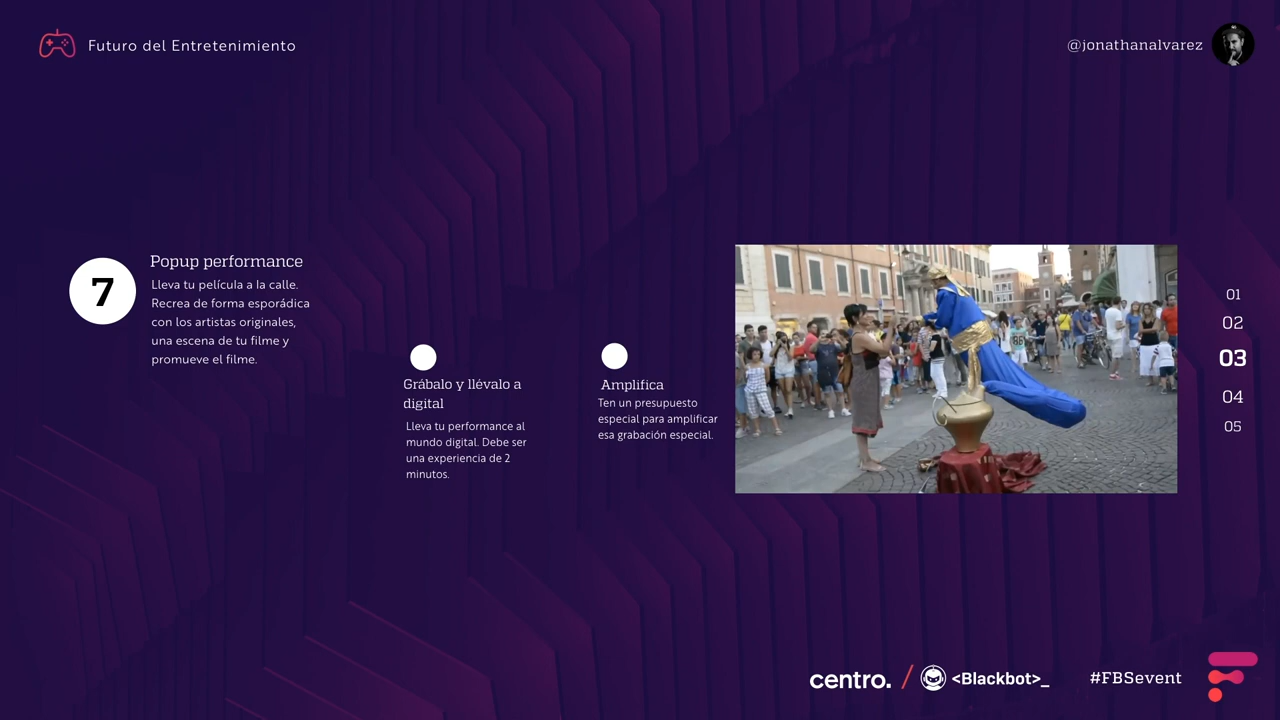 Futuro del Entretenimiento
@jonathanalvarez
7
Popup performance
Lleva tu película a la calle.
Recrea de forma esporádica
con los artistas originales,
una escena de tu filme y
promueve el filme.
Grábalo y llévalo a
digital
Lleva tu performance al
mundo digital. Debe ser
una experiencia de 2
minutos.
Amplifica
Ten un presupuesto
especial para amplificar
esa grabación especial.
86
01
02
03
04
05
centro. / <Blackbot>_
#FBSevent